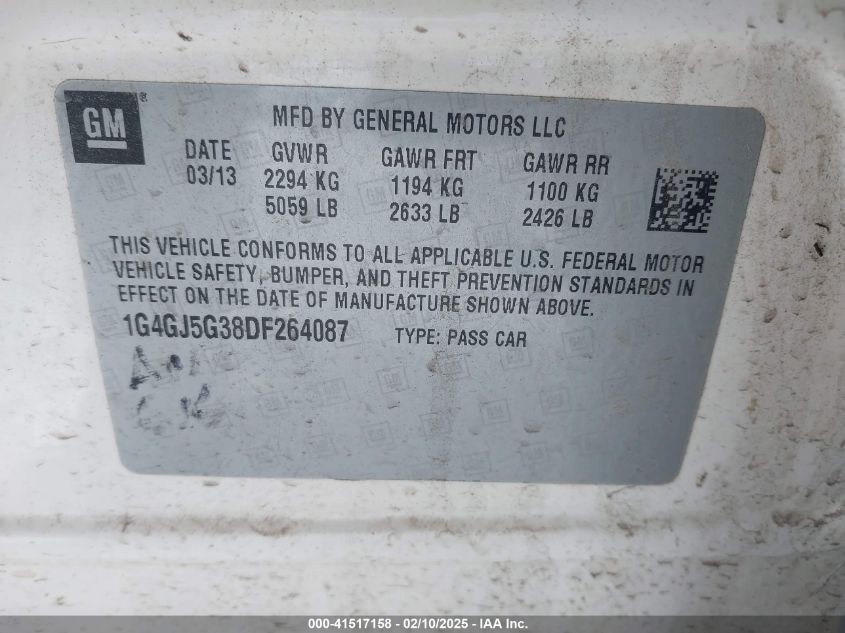 GM
MFD BY GENERAL MOTORS LLC
DATE GVWR GAWR FRT GAWR RR
03/13 2294 KG 1194 KG 1100 KG
5059 LB 2633 LB 2426 LB
THIS VEHICLE CONFORMS TO ALL APPLICABLE U.S. FEDERAL MOTOR
VEHICLE SAFETY, BUMPER, AND THEFT PREVENTION STANDARDS IN
EFFECT ON THE DATE OF MANUFACTURE SHOWN ABOVE.
1G4GJ5G38DF264087 TYPE: PASS CAR
000-41517158 - 02/10/2025 - IAA Inc.